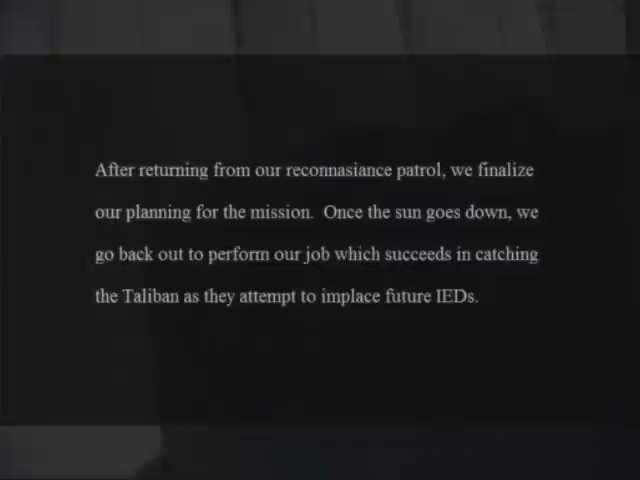 After returning from our reconnasiance patrol, we finalize
our planning for the mission.  Once the sun goes down, we
go back out to perform our job which succeeds in catching
the Taliban as they attempt to implace future IEDs.